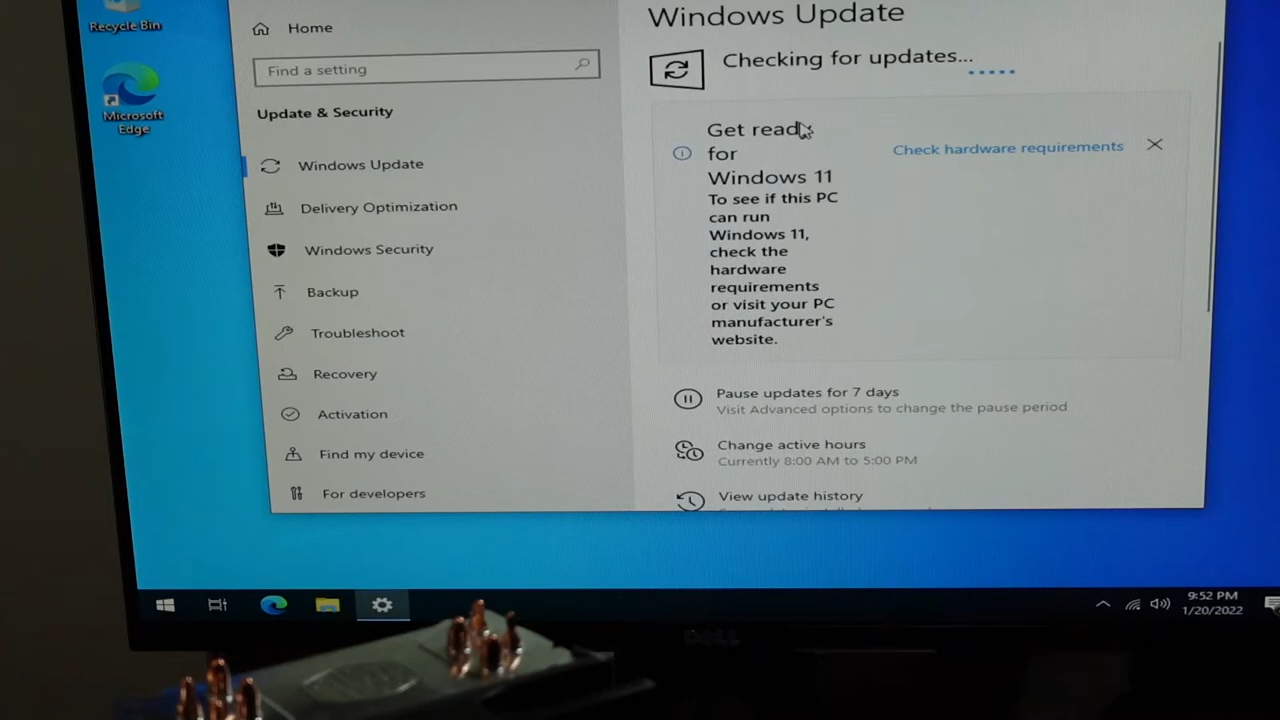 Recycle Bin
Microsoft
Edge
Home
Find a setting
Update & Security
Windows Update
Delivery Optimization
Windows Security
Backup
Troubleshoot
Recovery
Activation
Find my device
For developers
Windows Update
Checking for updates...
Get ready
for
Windows 11
To see if this PC
can run
Windows 11,
check the
hardware
requirements
or visit your PC
manufacturer's
website.
Check hardware requirements
Pause updates for 7 days
Visit Advanced options to change the pause period
Change active hours
Currently 8:00 AM to 5:00 PM
View update history
9:52 PM
1/20/2022
DELL